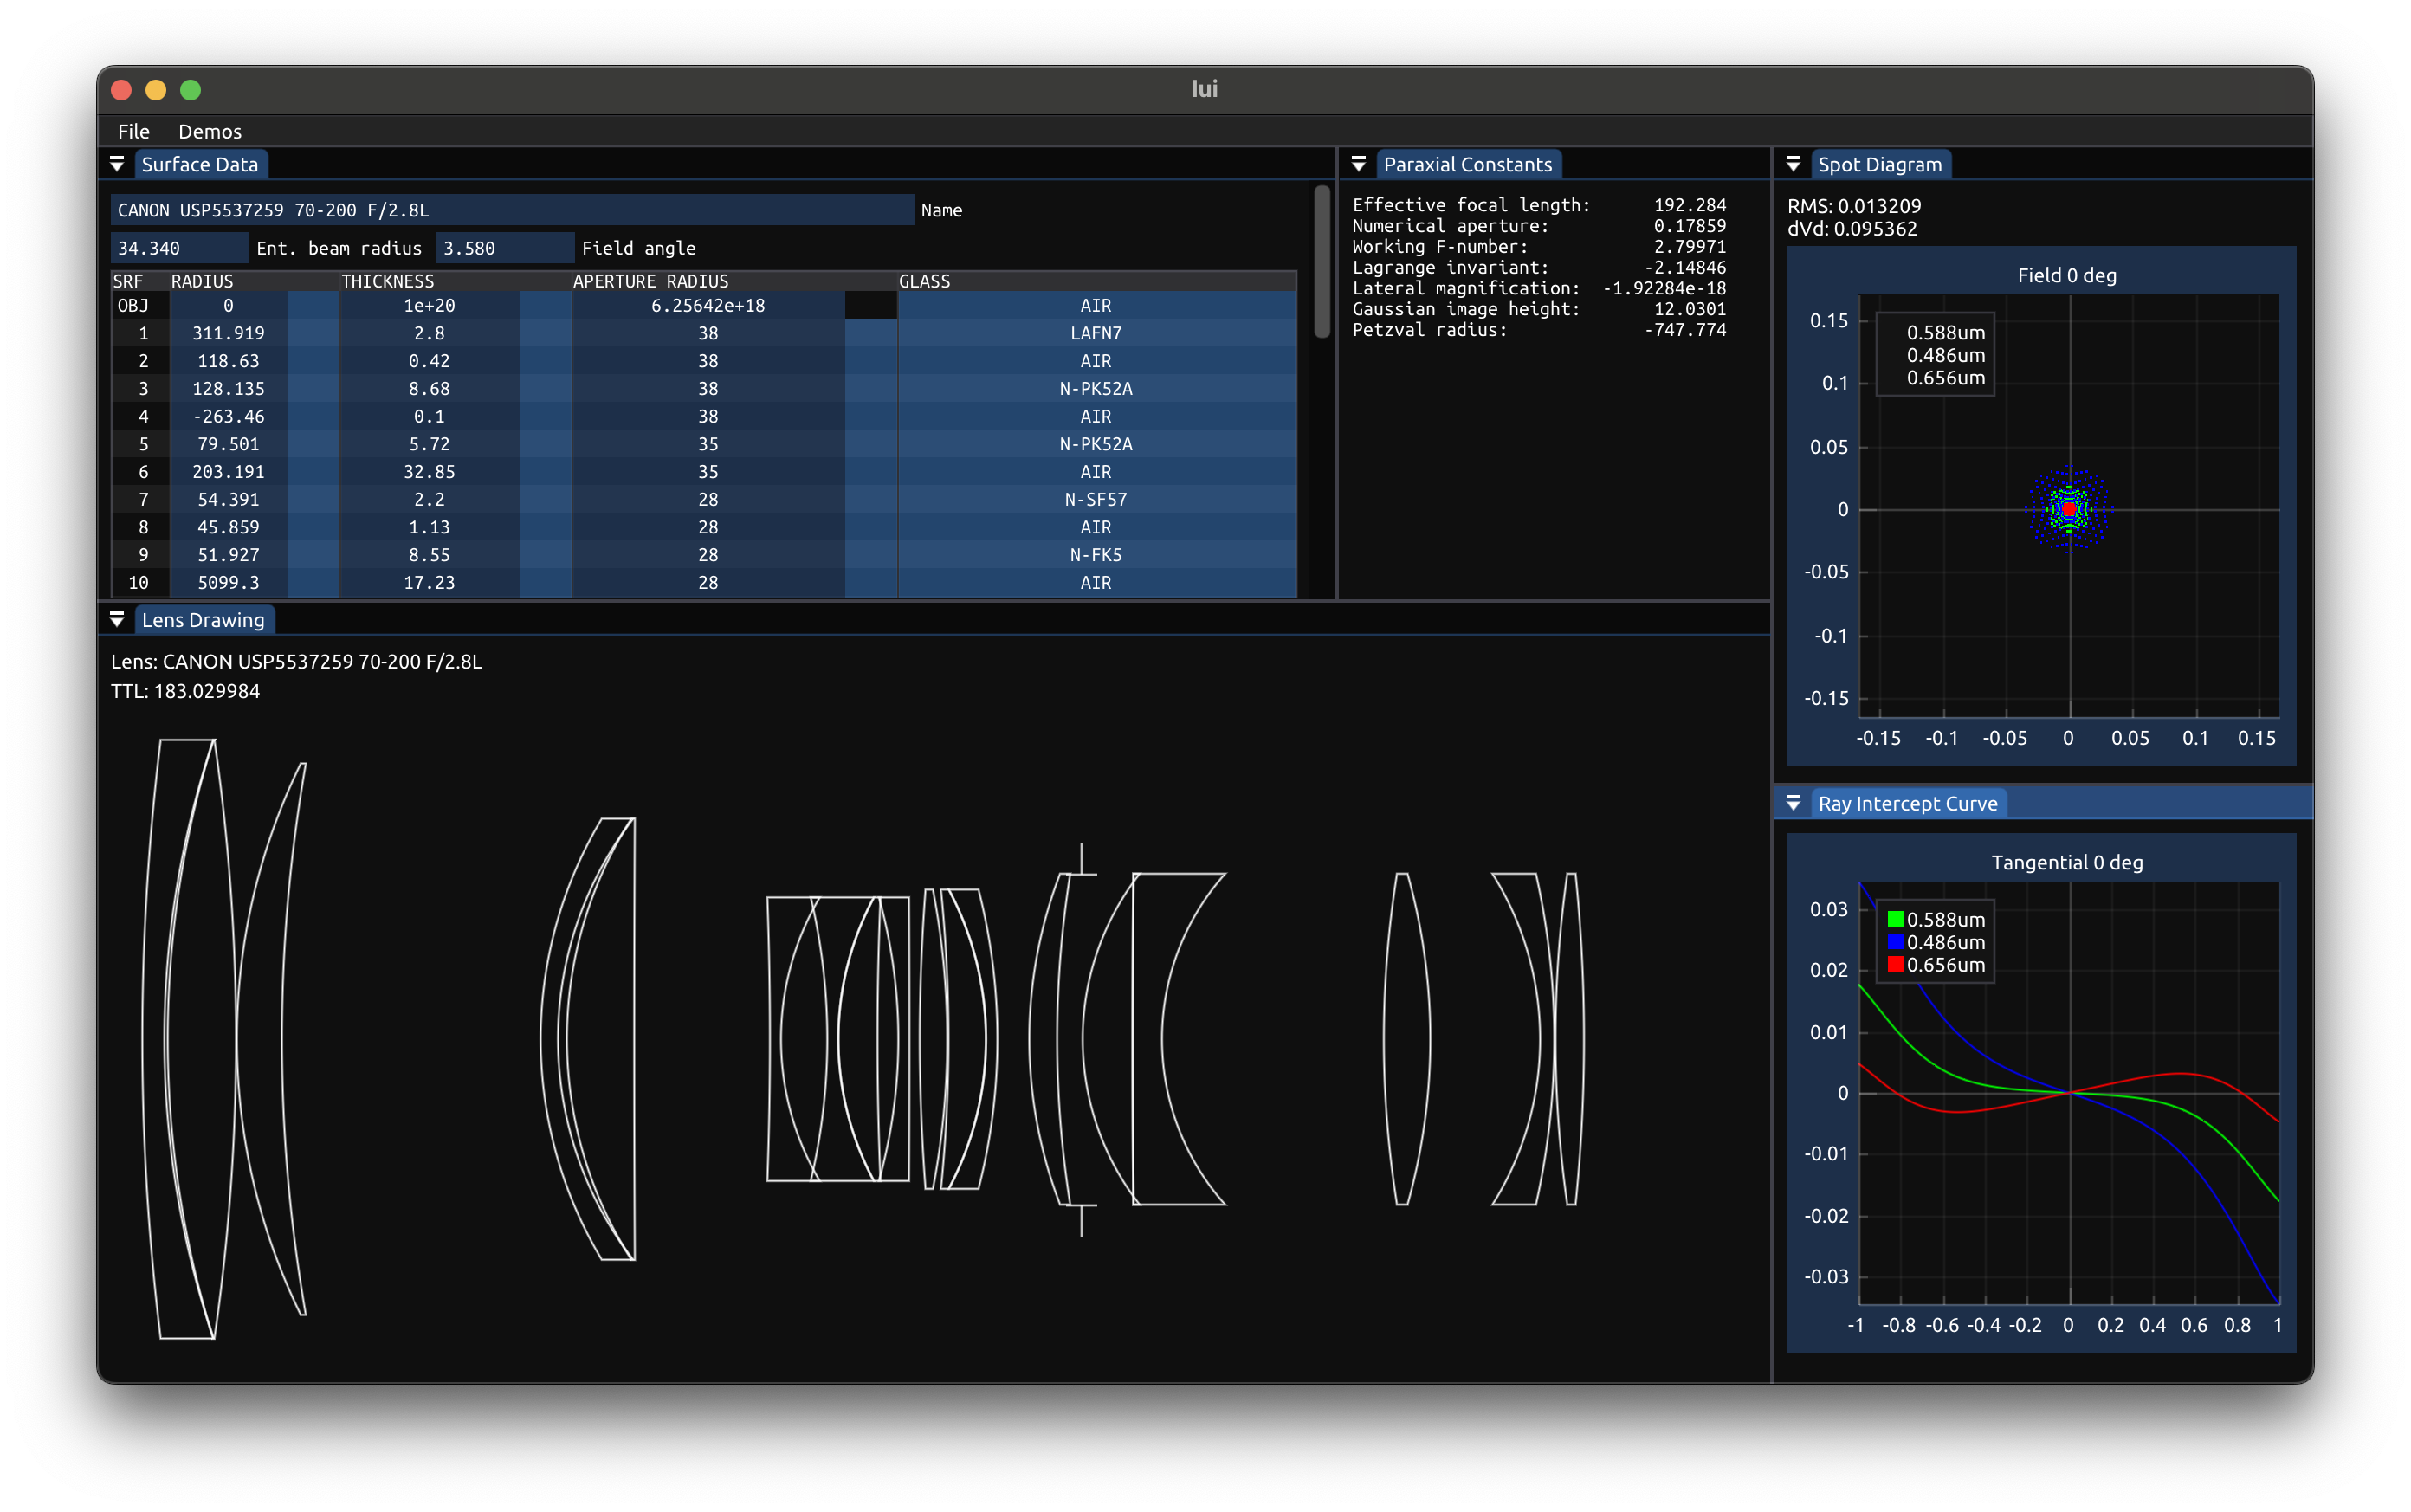 lui
File Demos
Surface Data
CANON USP5537259 70-200 F/2.8L Name
34.340 Ent. beam radius 3.580 Field angle
SRF RADIUS THICKNESS APERTURE RADIUS GLASS
OBJ 0 1e+20 6.25642e+18 AIR
1 311.919 2.8 38 LAFN7
2 118.63 0.42 38 AIR
3 128.135 8.68 38 N-PK52A
4 -263.46 0.1 38 AIR
5 79.501 5.72 35 N-PK52A
6 203.191 32.85 35 AIR
7 54.391 2.2 28 N-SF57
8 45.859 1.13 28 AIR
9 51.927 8.55 28 N-FK5
10 5099.3 17.23 28 AIR
Paraxial Constants
Effective focal length: 192.284
Numerical aperture: 0.17859
Working F-number: 2.79971
Lagrange invariant: -2.14846
Lateral magnification: -1.92284e-18
Gaussian image height: 12.0301
Petzval radius: -747.774
Spot Diagram
RMS: 0.013209
dVd: 0.095362
Field 0 deg
0.588um
0.486um
0.656um
0.15
0.1
0.05
0
-0.05
-0.1
-0.15
-0.15 -0.1 -0.05 0 0.05 0.1 0.15
Lens Drawing
Lens: CANON USP5537259 70-200 F/2.8L
TTL: 183.029984
Ray Intercept Curve
Tangential 0 deg
0.588um
0.486um
0.656um
0.03
0.02
0.01
0
-0.01
-0.02
-0.03
-1 -0.8 -0.6 -0.4 -0.2 0 0.2 0.4 0.6 0.8 1